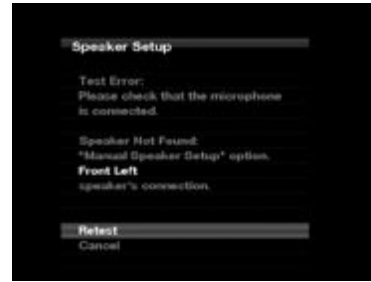 Speaker Setup
Test Error:
Please check that the microphone
is connected.
Speaker Not Found:
"Manual Speaker Setup" option.
Front Left
speaker's connection.
Retest
Cancel